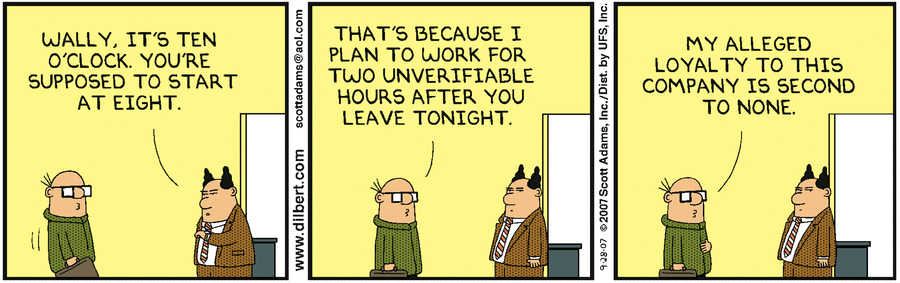 WALLY, IT'S TEN
O'CLOCK. YOU'RE
SUPPOSED TO START
AT EIGHT.
www.dilbert.com scottadams@aol.com
THAT'S BECAUSE I
PLAN TO WORK FOR
TWO UNVERIFIABLE
HOURS AFTER YOU
LEAVE TONIGHT.
9-28-07 ©2007 Scott Adams, Inc./Dist. by UFS, Inc.
MY ALLEGED
LOYALTY TO THIS
COMPANY IS SECOND
TO NONE.